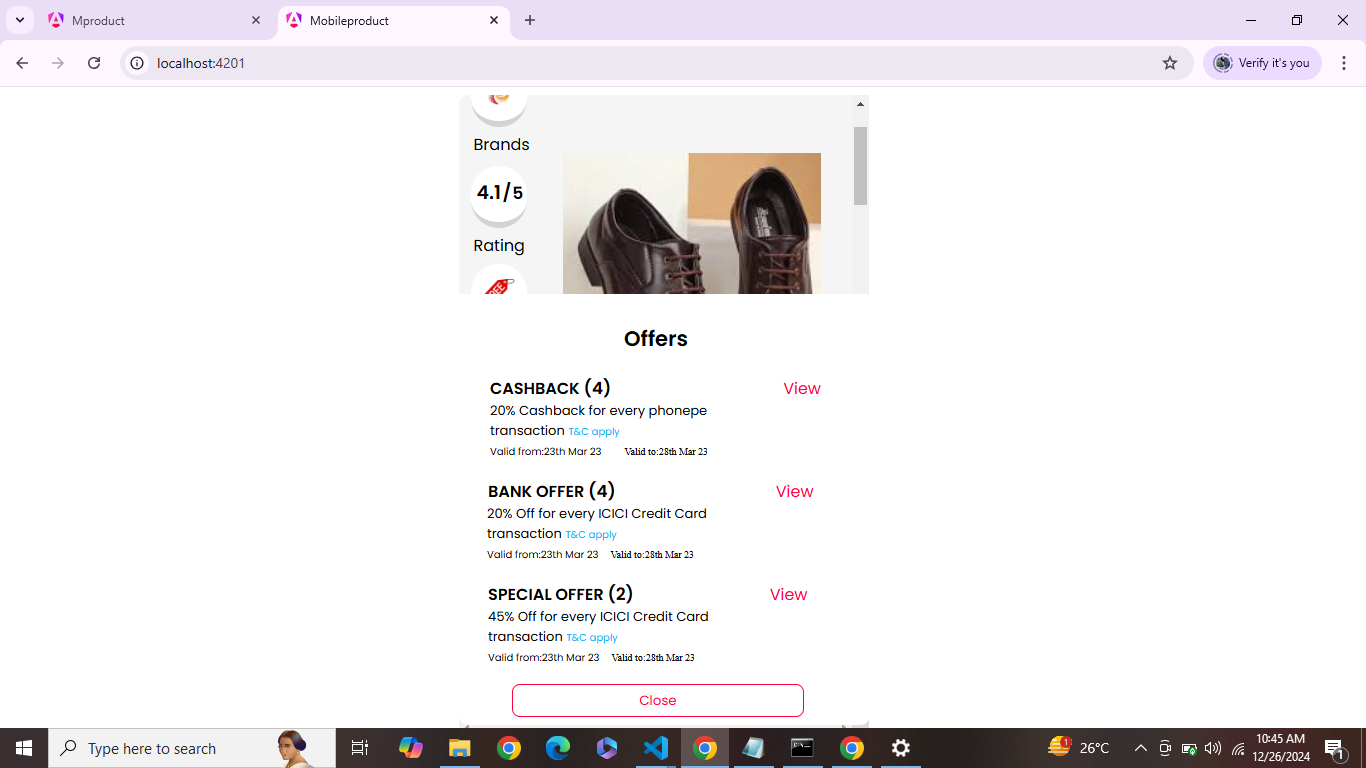 Mproduct
Mobileproduct
localhost:4201
Verify it's you
Brands
4.1/5
Rating
Offers
CASHBACK (4)
View
20% Cashback for every phonepe
transaction T&C apply
Valid from:23th Mar 23 Valid to:28th Mar 23
BANK OFFER (4)
View
20% Off for every ICICI Credit Card
transaction T&C apply
Valid from:23th Mar 23 Valid to:28th Mar 23
SPECIAL OFFER (2)
View
45% Off for every ICICI Credit Card
transaction T&C apply
Valid from:23th Mar 23 Valid to:28th Mar 23
Close
Type here to search
1
26°C
10:45 AM
12/26/2024
1